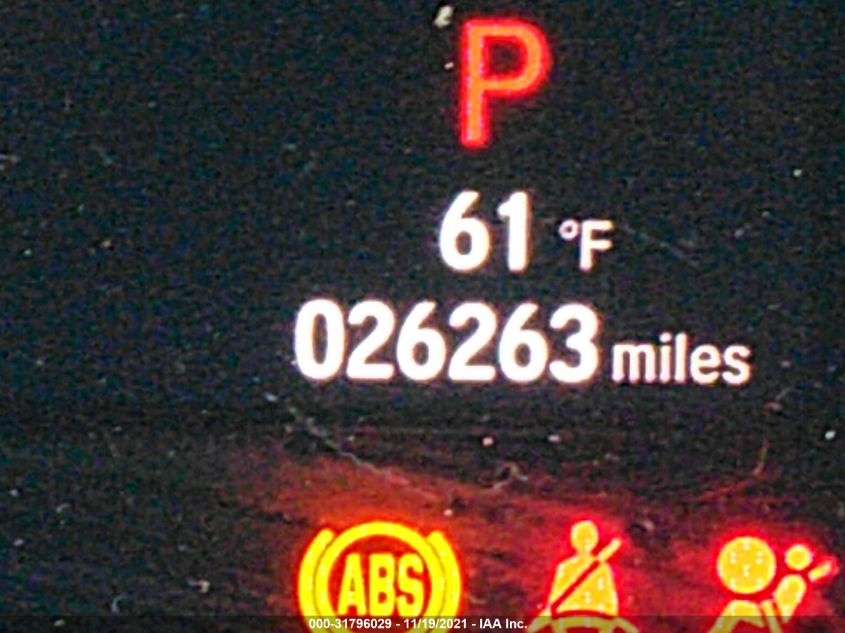 P
61 °F
026263 miles
ABS
000-31796029 - 11/19/2021 - IAA Inc.